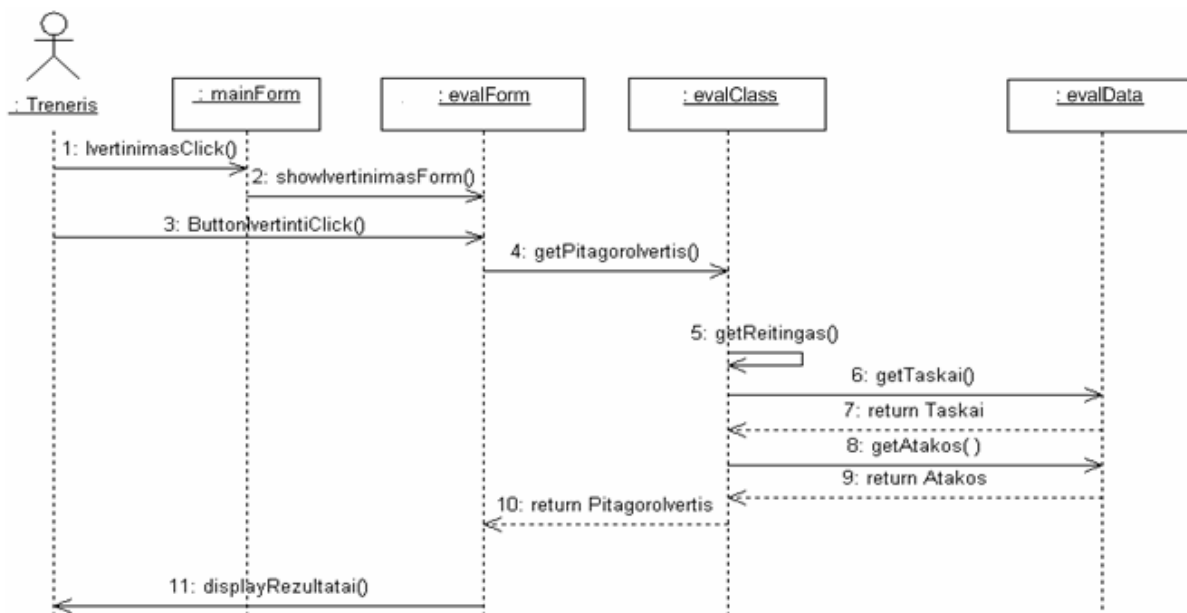 : Treneris
: mainForm
: evalForm
: evalClass
: evalData
1: IvertinimasClick()
2: showIvertinimasForm()
3: ButtonIvertintiClick()
4: getPitagoroIvertis()
5: getReitingas()
6: getTaskai()
7: return Taskai
8: getAtakos( )
9: return Atakos
10: return PitagoroIvertis
11: displayRezultatai()